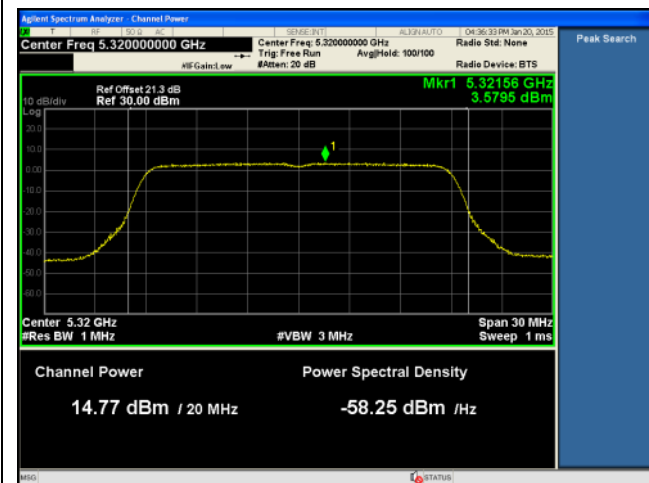 Agilent Spectrum Analyzer - Channel Power
T RF 50 Ω AC SENSE:INT ALIGNAUTO 04:36:33 PM Jan 20, 2015
Center Freq 5.320000000 GHz Center Freq: 5.320000000 GHz Radio Std: None Peak Search
Trig: Free Run Avg|Hold: 100/100
#IFGain:Low #Atten: 20 dB Radio Device: BTS
Ref Offset 21.3 dB Mkr1 5.32156 GHz
10 dB/div Ref 30.00 dBm 3.5795 dBm
Log
20.0
10.0
1
0.00
-10.0
-20.0
-30.0
-40.0
-50.0
-60.0
Center 5.32 GHz Span 30 MHz
#Res BW 1 MHz #VBW 3 MHz Sweep 1 ms
Channel Power Power Spectral Density
14.77 dBm / 20 MHz -58.25 dBm /Hz
MSG STATUS